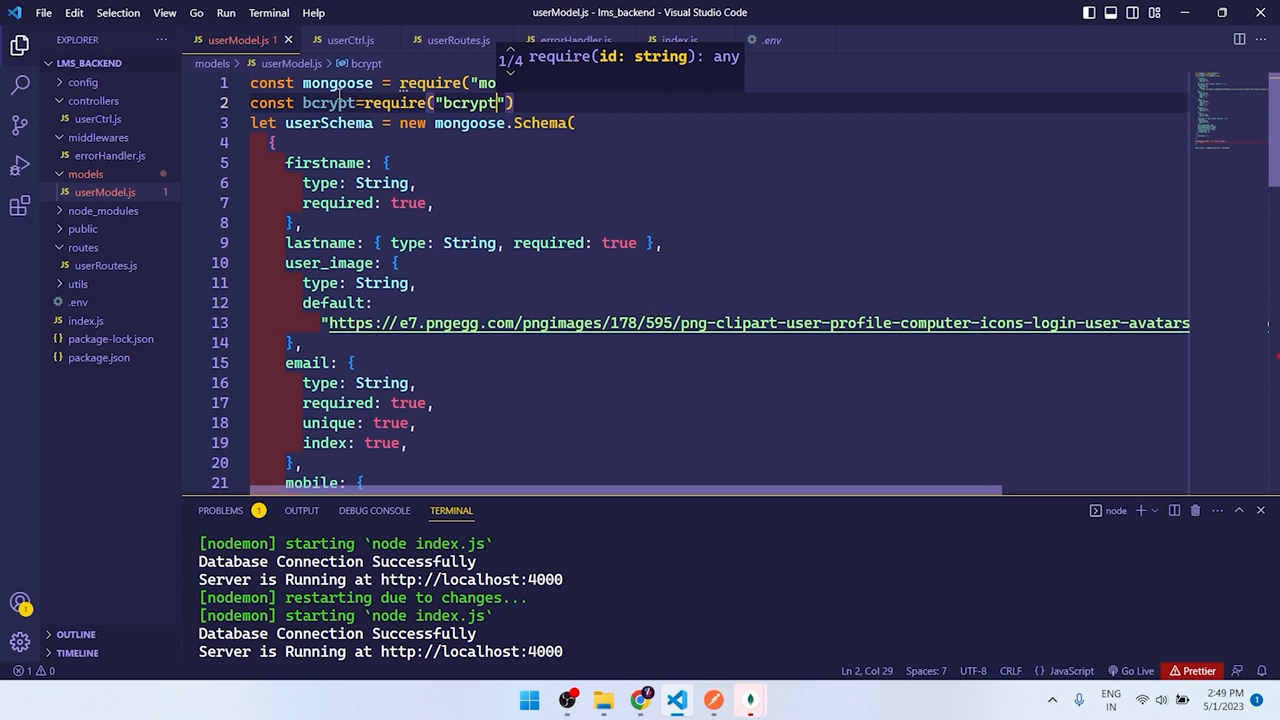 File Edit Selection View Go Run Terminal Help
userModel.js - lms_backend - Visual Studio Code
EXPLORER
LMS_BACKEND
config
controllers
userCtrl.js
middlewares
errorHandler.js
models
userModel.js 1
node_modules
public
routes
userRoutes.js
utils
.env
index.js
package-lock.json
package.json
OUTLINE
TIMELINE
userModel.js 1 userCtrl.js userRoutes.js errorHandler.js index.js .env
models > userModel.js > bcrypt
1/4 require(id: string): any
1 const mongoose = require("mo
2 const bcrypt=require("bcrypt")
3 let userSchema = new mongoose.Schema(
4 {
5 firstname: {
6 type: String,
7 required: true,
8 },
9 lastname: { type: String, required: true },
10 user_image: {
11 type: String,
12 default:
13 "https://e7.pngegg.com/pngimages/178/595/png-clipart-user-profile-computer-icons-login-user-avatars
14 },
15 email: {
16 type: String,
17 required: true,
18 unique: true,
19 index: true,
20 },
21 mobile: {
PROBLEMS 1 OUTPUT DEBUG CONSOLE TERMINAL
node
[nodemon] starting `node index.js`
Database Connection Successfully
Server is Running at http://localhost:4000
[nodemon] restarting due to changes...
[nodemon] starting `node index.js`
Database Connection Successfully
Server is Running at http://localhost:4000
1 0
Ln 2, Col 29 Spaces: 7 UTF-8 CRLF {} JavaScript Go Live Prettier
ENG
IN
2:49 PM
5/1/2023
1